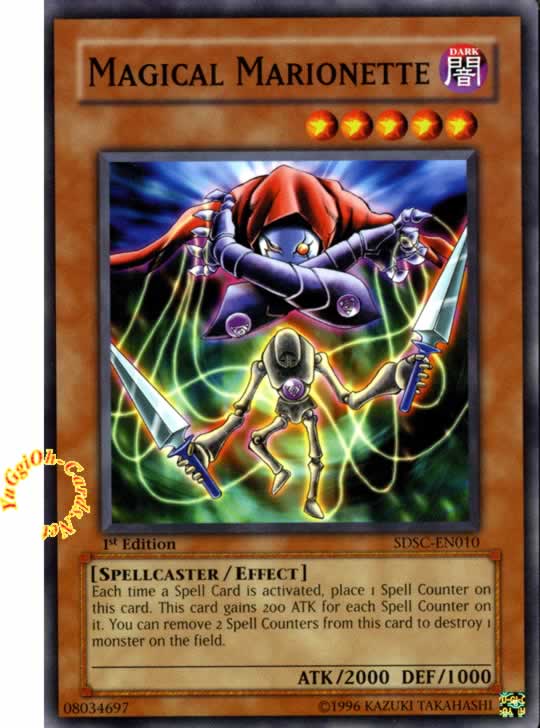 MAGICAL MARIONETTE
DARK
闇
YuGgiOh-Cards.Net
1st Edition
SDSC-EN010
[SPELLCASTER / EFFECT]
Each time a Spell Card is activated, place 1 Spell Counter on
this card. This card gains 200 ATK for each Spell Counter on
it. You can remove 2 Spell Counters from this card to destroy 1
monster on the field.
ATK/2000 DEF/1000
08034697
©1996 KAZUKI TAKAHASHI